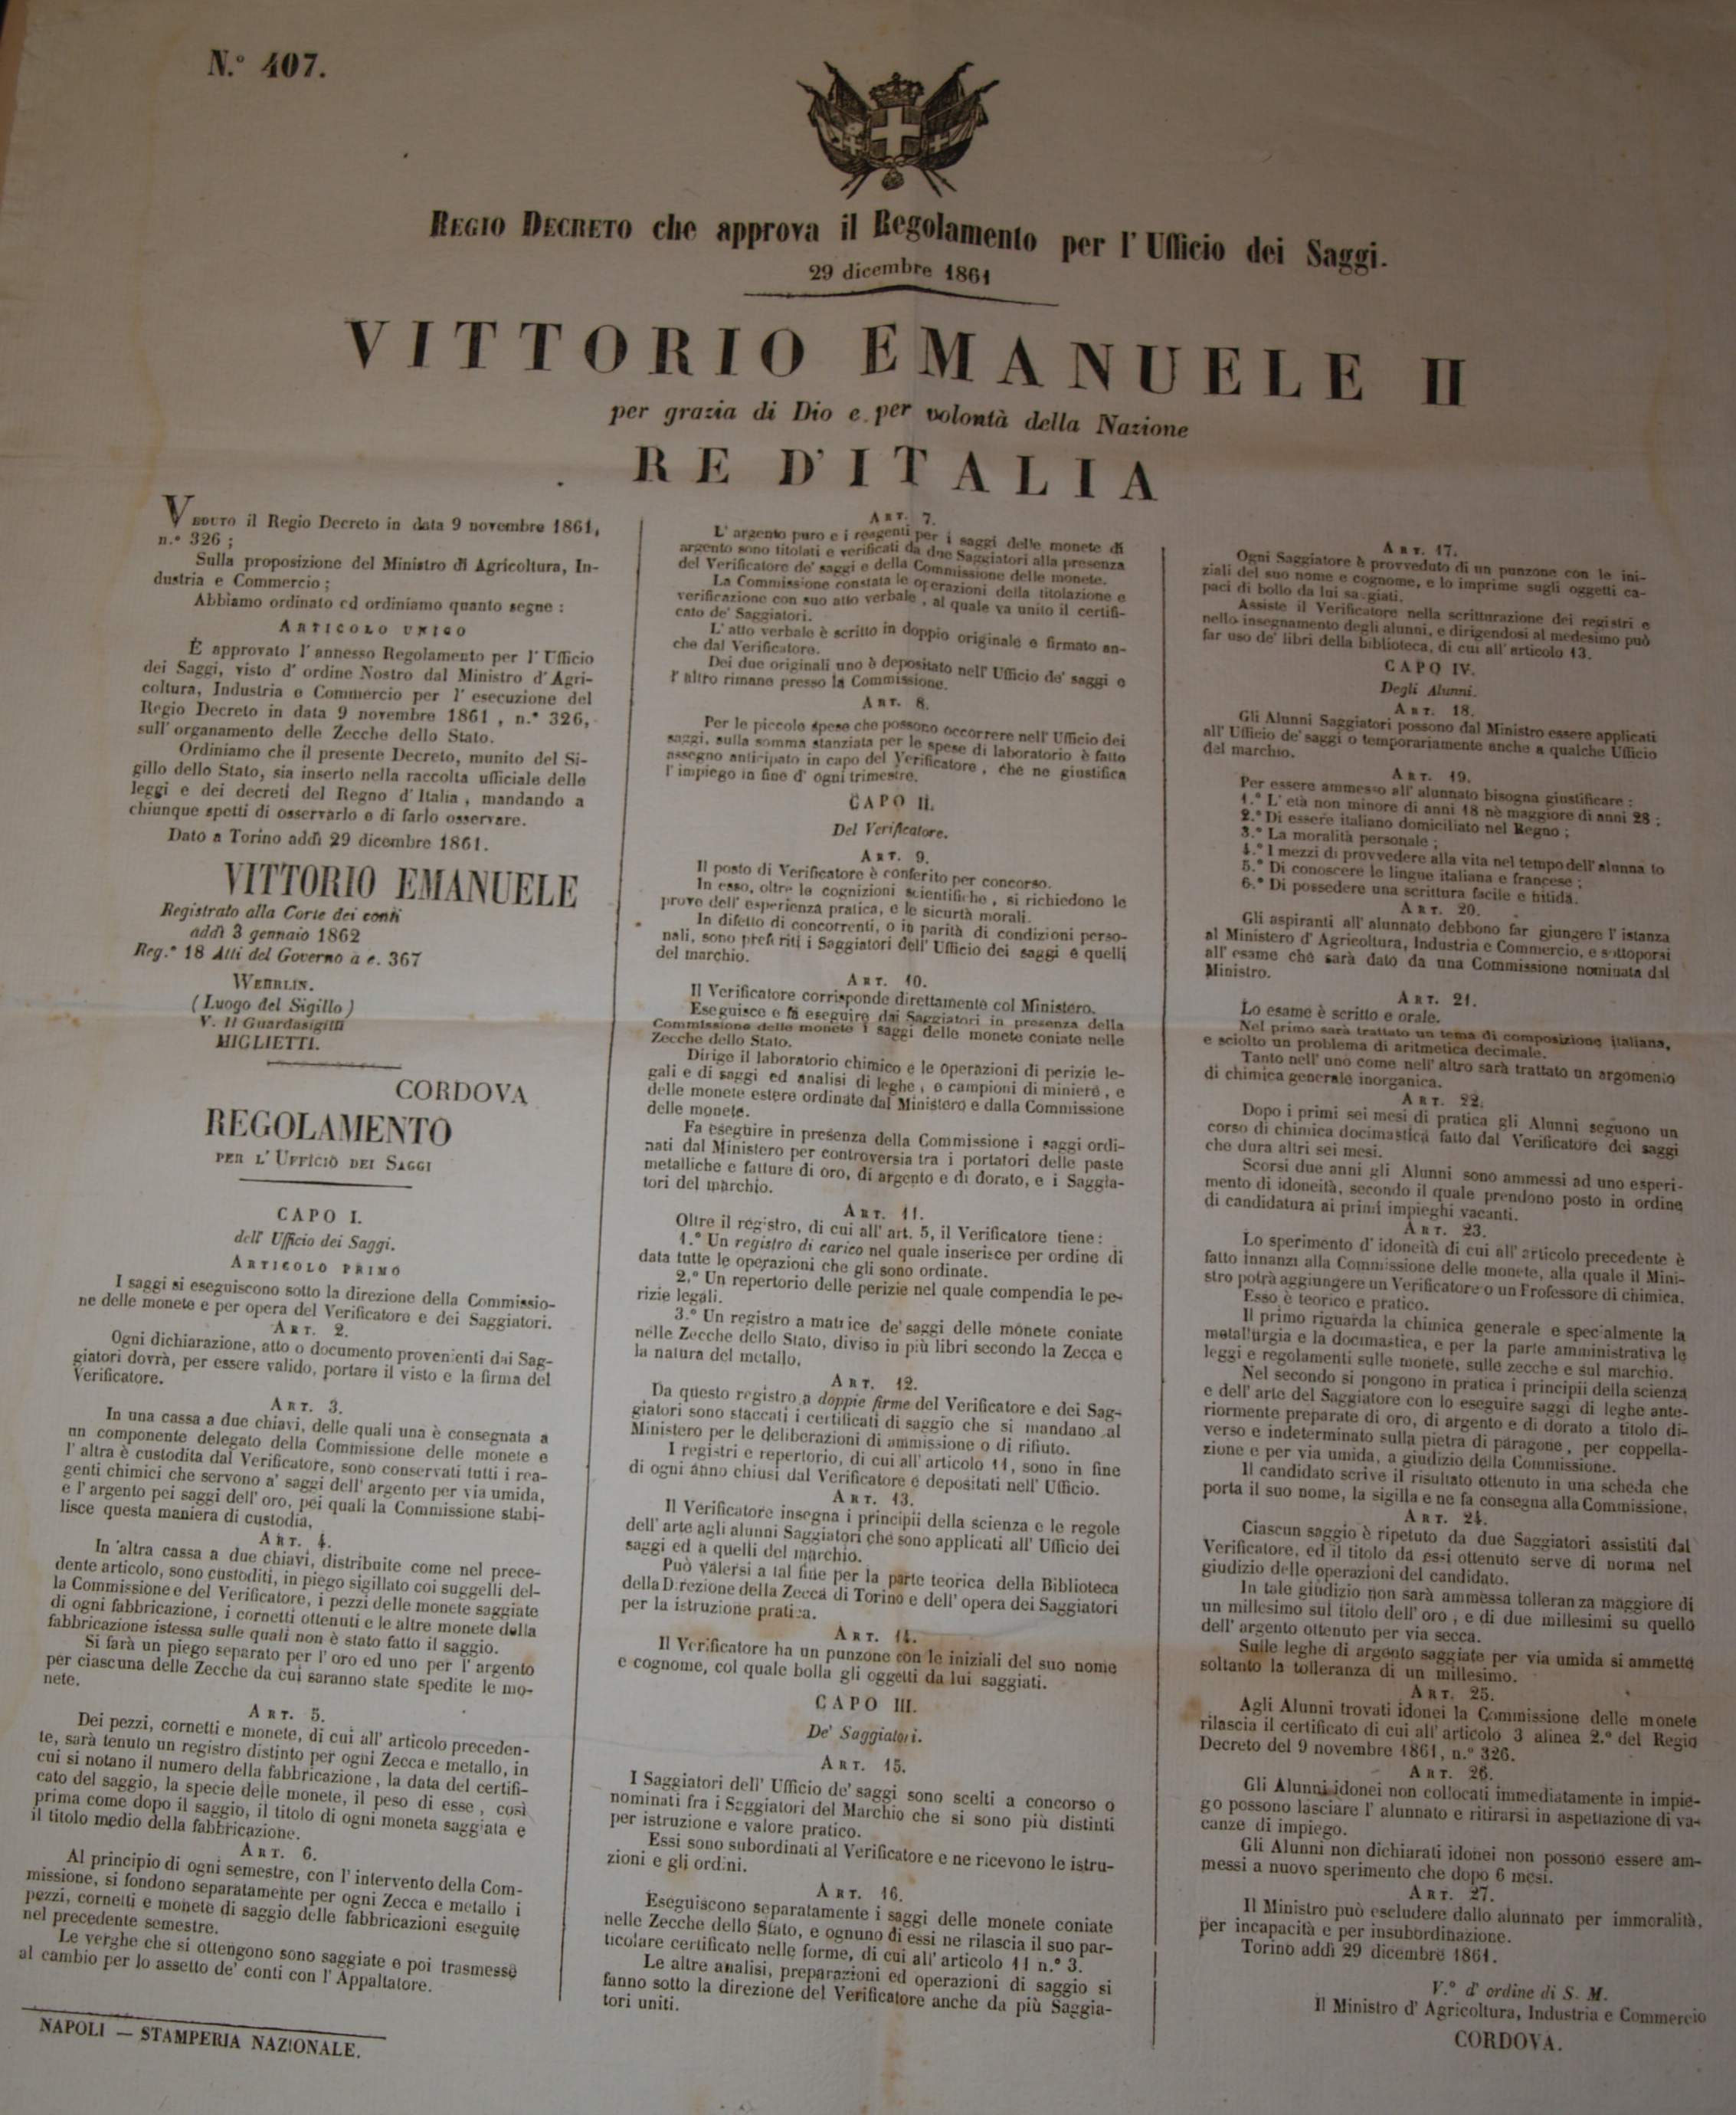 N.º 407.
REGIO DECRETO che approva il Regolamento per l'Ufficio dei Saggi.
29 dicembre 1861
VITTORIO EMANUELE II
per grazia di Dio e per volontà della Nazione
RE D'ITALIA
VEDUTO il Regio Decreto in data 9 novembre 1861,
n.º 326 ;
Sulla proposizione del Ministro di Agricoltura, In-
dustria e Commercio ;
Abbiamo ordinato ed ordiniamo quanto segne :
ARTICOLO UNICO
È approvato l'annesso Regolamento per l'Ufficio
dei Saggi, visto d'ordine Nostro dal Ministro d'Agri-
coltura, Industria e Commercio per l'esecuzione del
Regio Decreto in data 9 novembre 1861 , n.º 326,
sull'organamento delle Zecche dello Stato.
Ordiniamo che il presente Decreto, munito del Si-
gillo dello Stato, sia inserto nella raccolta ufficiale delle
leggi e dei decreti del Regno d'Italia , mandando a
chiunque spetti di osservarlo e di farlo osservare.
Dato a Torino addì 29 dicembre 1861.
VITTORIO EMANUELE
Registrato alla Corte dei conti
addì 3 gennaio 1862
Reg.º 18 Atti del Governo a c. 367
WEHRLIN.
(Luogo del Sigillo)
V. Il Guardasigilli
MIGLIETTI.
CORDOVA
REGOLAMENTO
PER L'UFFICIO DEI SAGGI
CAPO I.
dell' Ufficio dei Saggi.
ARTICOLO PRIMO
I saggi si eseguiscono sotto la direzione della Commissio-
ne delle monete e per opera del Verificatore e dei Saggiatori.
ART. 2.
Ogni dichiarazione, atto o documento provenienti dai Sag-
giatori dovrà, per essere valido, portare il visto e la firma del
Verificatore.
ART. 3.
In una cassa a due chiavi, delle quali una è consegnata a
un componente delegato della Commissione delle monete e
l'altra è custodita dal Verificatore, sono conservati tutti i rea-
genti chimici che servono a' saggi dell'argento per via umida,
e l'argento pei saggi dell'oro, pei quali la Commissione stabi-
lisce questa maniera di custodia.
ART. 4.
In altra cassa a due chiavi, distribuite come nel prece-
dente articolo, sono custoditi, in piego sigillato coi suggelli del-
la Commissione e del Verificatore, i pezzi delle monete saggiate
di ogni fabbricazione, i cornetti ottenuti e le altre monete della
fabbricazione istessa sulle quali non è stato fatto il saggio.
Si farà un piego separato per l'oro ed uno per l'argento
per ciascuna delle Zecche da cui saranno state spedite le mo-
nete.
ART. 5.
Dei pezzi, cornetti e monete, di cui all'articolo preceden-
te, sarà tenuto un registro distinto per ogni Zecca e metallo, in
cui si notano il numero della fabbricazione, la data del certifi-
cato del saggio, la specie delle monete, il peso di esse , così
prima come dopo il saggio, il titolo di ogni moneta saggiata e
il titolo medio della fabbricazione.
ART. 6.
Al principio di ogni semestre, con l'intervento della Com-
missione, si fondono separatamente per ogni Zecca e metallo i
pezzi, cornetti e monete di saggio delle fabbricazioni eseguite
nel precedente semestre.
Le verghe che si ottengono sono saggiate e poi trasmesse
al cambio per lo assetto de' conti con l'Appaltatore.
NAPOLI — STAMPERIA NAZIONALE.
ART. 7.
L'argento puro e i reagenti per i saggi delle monete di
argento sono titolati e verificati da due Saggiatori alla presenza
del Verificatore de' saggi e della Commissione delle monete.
La Commissione constata le operazioni della titolazione e
verificazione con suo atto verbale , al quale va unito il certifi-
cato de' Saggiatori.
L'atto verbale è scritto in doppio originale e firmato an-
che dal Verificatore.
Dei due originali uno è depositato nell'Ufficio de' saggi e
l'altro rimane presso la Commissione.
ART. 8.
Per le piccole spese che possono occorrere nell'Ufficio dei
saggi, sulla somma stanziata per le spese di laboratorio è fatto
assegno anticipato in capo del Verificatore , che ne giustifica
l'impiego in fine d'ogni trimestre.
CAPO II.
Del Verificatore.
ART. 9.
Il posto di Verificatore è conferito per concorso.
In esso, oltre le cognizioni scientifiche , si richiedono le
prove dell'esperienza pratica, e le sicurtà morali.
In difetto di concorrenti, o in parità di condizioni perso-
nali, sono preferiti i Saggiatori dell'Ufficio dei saggi e quelli
del marchio.
ART. 10.
Il Verificatore corrisponde direttamente col Ministero.
Eseguisce e fa eseguire dai Saggiatori in presenza della
Commissione delle monete i saggi delle monete coniate nelle
Zecche dello Stato.
Dirige il laboratorio chimico e le operazioni di perizie le-
gali e di saggi ed analisi di leghe , e campioni di miniere , e
delle monete estere ordinate dal Ministero e dalla Commissione
delle monete.
Fa eseguire in presenza della Commissione i saggi ordi-
nati dal Ministero per controversia tra i portatori delle paste
metalliche e fatture di oro, di argento e di dorato, e i Saggia-
tori del marchio.
ART. 11.
Oltre il registro, di cui all'art. 5, il Verificatore tiene :
1.º Un registro di carico nel quale inserisce per ordine di
data tutte le operazioni che gli sono ordinate.
2.º Un repertorio delle perizie nel quale compendia le pe-
rizie legali.
3.º Un registro a matrice de' saggi delle monete coniate
nelle Zecche dello Stato, diviso in più libri secondo la Zecca e
la natura del metallo.
ART. 12.
Da questo registro a doppie firme del Verificatore e dei Sag-
giatori sono staccati i certificati di saggio che si mandano al
Ministero per le deliberazioni di ammissione o di rifiuto.
I registri e repertorio, di cui all'articolo 11, sono in fine
di ogni anno chiusi dal Verificatore e depositati nell'Ufficio.
ART. 13.
Il Verificatore insegna i principii della scienza e le regole
dell'arte agli alunni Saggiatori che sono applicati all'Ufficio dei
saggi ed a quelli del marchio.
Può valersi a tal fine per la parte teorica della Biblioteca
della Direzione della Zecca di Torino e dell'opera dei Saggiatori
per la istruzione pratica.
ART. 14.
Il Verificatore ha un punzone con le iniziali del suo nome
e cognome, col quale bolla gli oggetti da lui saggiati.
CAPO III.
De' Saggiatori.
ART. 15.
I Saggiatori dell'Ufficio de' saggi sono scelti a concorso o
nominati fra i Saggiatori del Marchio che si sono più distinti
per istruzione e valore pratico.
Essi sono subordinati al Verificatore e ne ricevono le istru-
zioni e gli ordini.
ART. 16.
Eseguiscono separatamente i saggi delle monete coniate
nelle Zecche dello Stato, e ognuno di essi ne rilascia il suo par-
ticolare certificato nelle forme, di cui all'articolo 11 n.º 3.
Le altre analisi, preparazioni ed operazioni di saggio si
fanno sotto la direzione del Verificatore anche da più Saggia-
tori uniti.
ART. 17.
Ogni Saggiatore è provveduto di un punzone con le ini-
ziali del suo nome e cognome, e lo imprime sugli oggetti ca-
paci di bollo da lui saggiati.
Assiste il Verificatore nella scritturazione dei registri e
nello insegnamento degli alunni, e dirigendosi al medesimo può
far uso de' libri della biblioteca, di cui all'articolo 13.
CAPO IV.
Degli Alunni.
ART. 18.
Gli Alunni Saggiatori possono dal Ministro essere applicati
all'Ufficio de' saggi o temporariamente anche a qualche Ufficio
del marchio.
ART. 19.
Per essere ammesso all'alunnato bisogna giustificare :
1.º L'età non minore di anni 18 nè maggiore di anni 28 ;
2.º Di essere italiano domiciliato nel Regno ;
3.º La moralità personale ;
4.º I mezzi di provvedere alla vita nel tempo dell'alunnato
5.º Di conoscere le lingue italiana e francese ;
6.º Di possedere una scrittura facile e nitida.
ART. 20.
Gli aspiranti all'alunnato debbono far giungere l'istanza
al Ministero d'Agricoltura, Industria e Commercio, e sottoporsi
all'esame che sarà dato da una Commissione nominata dal
Ministro.
ART. 21.
Lo esame è scritto e orale.
Nel primo sarà trattato un tema di composizione italiana,
e sciolto un problema di aritmetica decimale.
Tanto nell'uno come nell'altro sarà trattato un argomento
di chimica generale inorganica.
ART. 22.
Dopo i primi sei mesi di pratica gli Alunni seguono un
corso di chimica docimastica fatto dal Verificatore dei saggi
che dura altri sei mesi.
Scorsi due anni gli Alunni sono ammessi ad uno esperi-
mento di idoneità, secondo il quale prendono posto in ordine
di candidatura ai primi impieghi vacanti.
ART. 23.
Lo sperimento d'idoneità di cui all'articolo precedente è
fatto innanzi alla Commissione delle monete, alla quale il Mini-
stro potrà aggiungere un Verificatore o un Professore di chimica.
Esso è teorico e pratico.
Il primo riguarda la chimica generale e specialmente la
metallurgia e la docimastica, e per la parte amministrativa le
leggi e regolamenti sulle monete, sulle zecche e sul marchio.
Nel secondo si pongono in pratica i principii della scienza
e dell'arte del Saggiatore con lo eseguire saggi di leghe ante-
riormente preparate di oro, di argento e di dorato a titolo di-
verso e indeterminato sulla pietra di paragone , per coppella-
zione e per via umida, a giudizio della Commissione.
Il candidato scrive il risultato ottenuto in una scheda che
porta il suo nome, la sigilla e ne fa consegna alla Commissione.
ART. 24.
Ciascun saggio è ripetuto da due Saggiatori assistiti dal
Verificatore, ed il titolo da essi ottenuto serve di norma nel
giudizio delle operazioni del candidato.
In tale giudizio non sarà ammessa tolleranza maggiore di
un millesimo sul titolo dell'oro , e di due millesimi su quello
dell'argento ottenuto per via secca.
Sulle leghe di argento saggiate per via umida si ammette
soltanto la tolleranza di un millesimo.
ART. 25.
Agli Alunni trovati idonei la Commissione delle monete
rilascia il certificato di cui all'articolo 3 alinea 2.º del Regio
Decreto del 9 novembre 1861, n.º 326.
ART. 26.
Gli Alunni idonei non collocati immediatamente in impie-
go possono lasciare l'alunnato e ritirarsi in aspettazione di va-
canze di impiego.
Gli Alunni non dichiarati idonei non possono essere am-
messi a nuovo sperimento che dopo 6 mesi.
ART. 27.
Il Ministro può escludere dallo alunnato per immoralità,
per incapacità e per insubordinazione.
Torino addì 29 dicembre 1861.
V.º d'ordine di S. M.
Il Ministro d'Agricoltura, Industria e Commercio
CORDOVA.